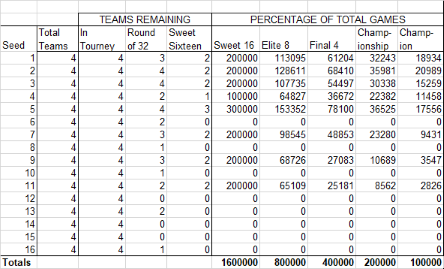 TEAMS REMAINING PERCENTAGE OF TOTAL GAMES
Total In Round Sweet Champ- Champ-
Seed Teams Tourney of 32 Sixteen Sweet 16 Elite 8 Final 4 ionship ion
1 4 4 3 2 200000 113095 61204 32243 18934
2 4 4 4 2 200000 128611 68410 35981 20989
3 4 4 4 2 200000 107735 54497 30338 15259
4 4 4 2 1 100000 64827 36672 22382 11458
5 4 4 4 3 300000 153352 78100 36525 17556
6 4 4 2 0 0 0 0 0 0
7 4 4 3 2 200000 98545 48853 23280 9431
8 4 4 1 0 0 0 0 0 0
9 4 4 3 2 200000 68726 27083 10689 3547
10 4 4 1 0 0 0 0 0 0
11 4 4 2 2 200000 65109 25181 8562 2826
12 4 4 0 0 0 0 0 0 0
13 4 4 2 0 0 0 0 0 0
14 4 4 0 0 0 0 0 0 0
15 4 4 0 0 0 0 0 0 0
16 4 4 1 0 0 0 0 0 0
Totals 1600000 800000 400000 200000 100000